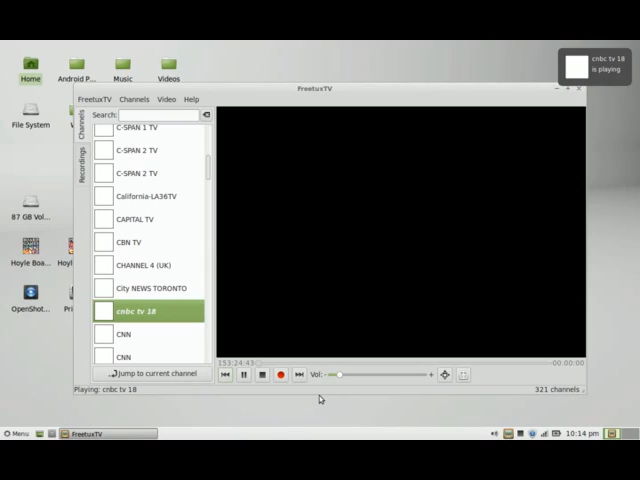 cnbc tv 18
is playing
Home
Android P...
Music
Videos
File System
87 GB Vol...
Hoyle Boa...
Hoyl
OpenShot...
Pri
FreetuxTV
FreetuxTV
Channels
Video
Help
Channels
Recordings
Search:
C-SPAN 1 TV
C-SPAN 2 TV
C-SPAN 2 TV
California-LA36TV
CAPITAL TV
CBN TV
CHANNEL 4 (UK)
City NEWS TORONTO
cnbc tv 18
CNN
CNN
Jump to current channel
153:24:43
00:00:00
Vol:
-
+
Playing: cnbc tv 18
321 channels
Menu
FreetuxTV
10:14 pm